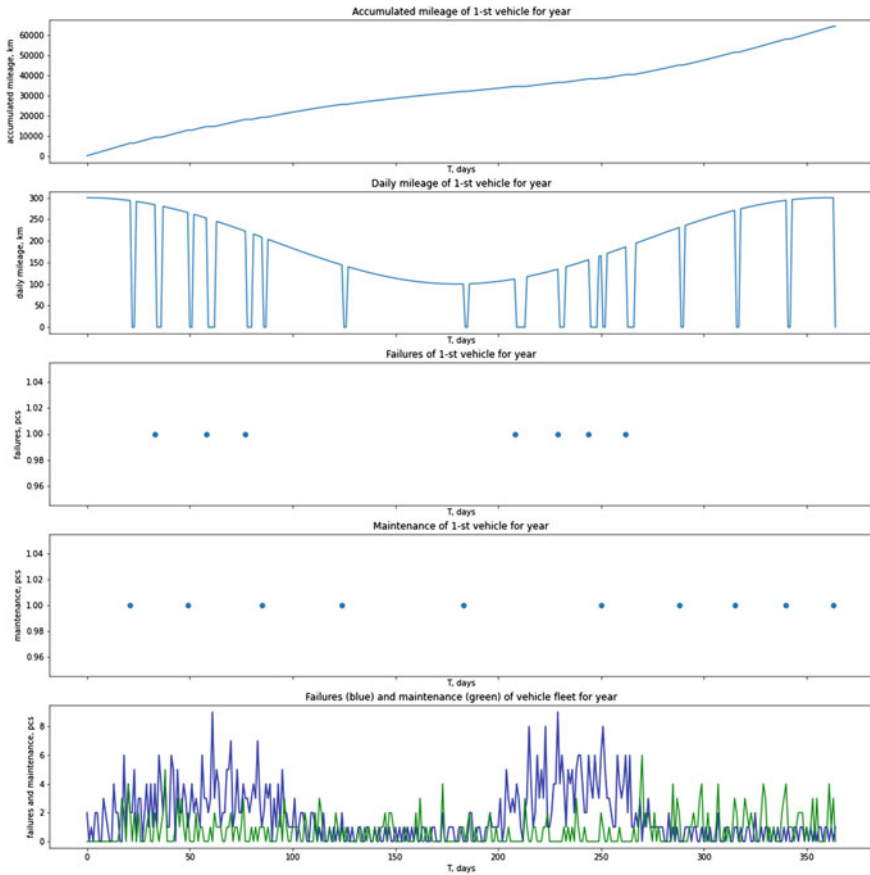 Accumulated mileage of 1-st vehicle for year
accumulated mileage, km
60000
50000
40000
30000
20000
10000
0
T, days
Daily mileage of 1-st vehicle for year
daily mileage, km
300
250
200
150
100
50
0
T, days
Failures of 1-st vehicle for year
failures, pcs
1.04
1.02
1.00
0.98
0.96
T, days
Maintenance of 1-st vehicle for year
maintenance, pcs
1.04
1.02
1.00
0.98
0.96
T, days
Failures (blue) and maintenance (green) of vehicle fleet for year
failures and maintenance, pcs
8
6
4
2
0
0 50 100 150 200 250 300 350
T, days